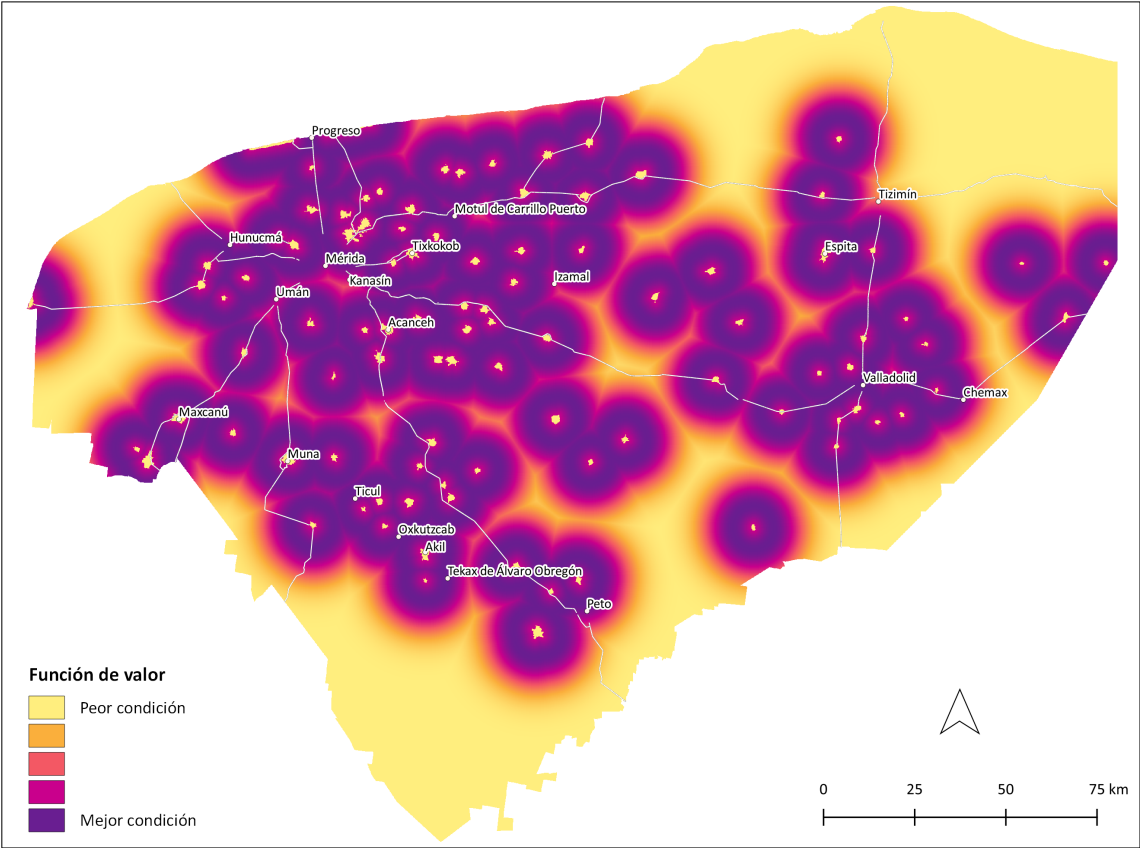 Progreso
Motul de Carrillo Puerto
Tizimín
Hunucmá
Tixkokob
Espita
Mérida
Kanasín
Izamal
Umán
Acanceh
Valladolid
Chemax
Maxcanú
Muna
Ticul
Oxkutzcab
Akil
Tekax de Álvaro Obregón
Peto
Función de valor
Peor condición
Mejor condición
0 25 50 75 km